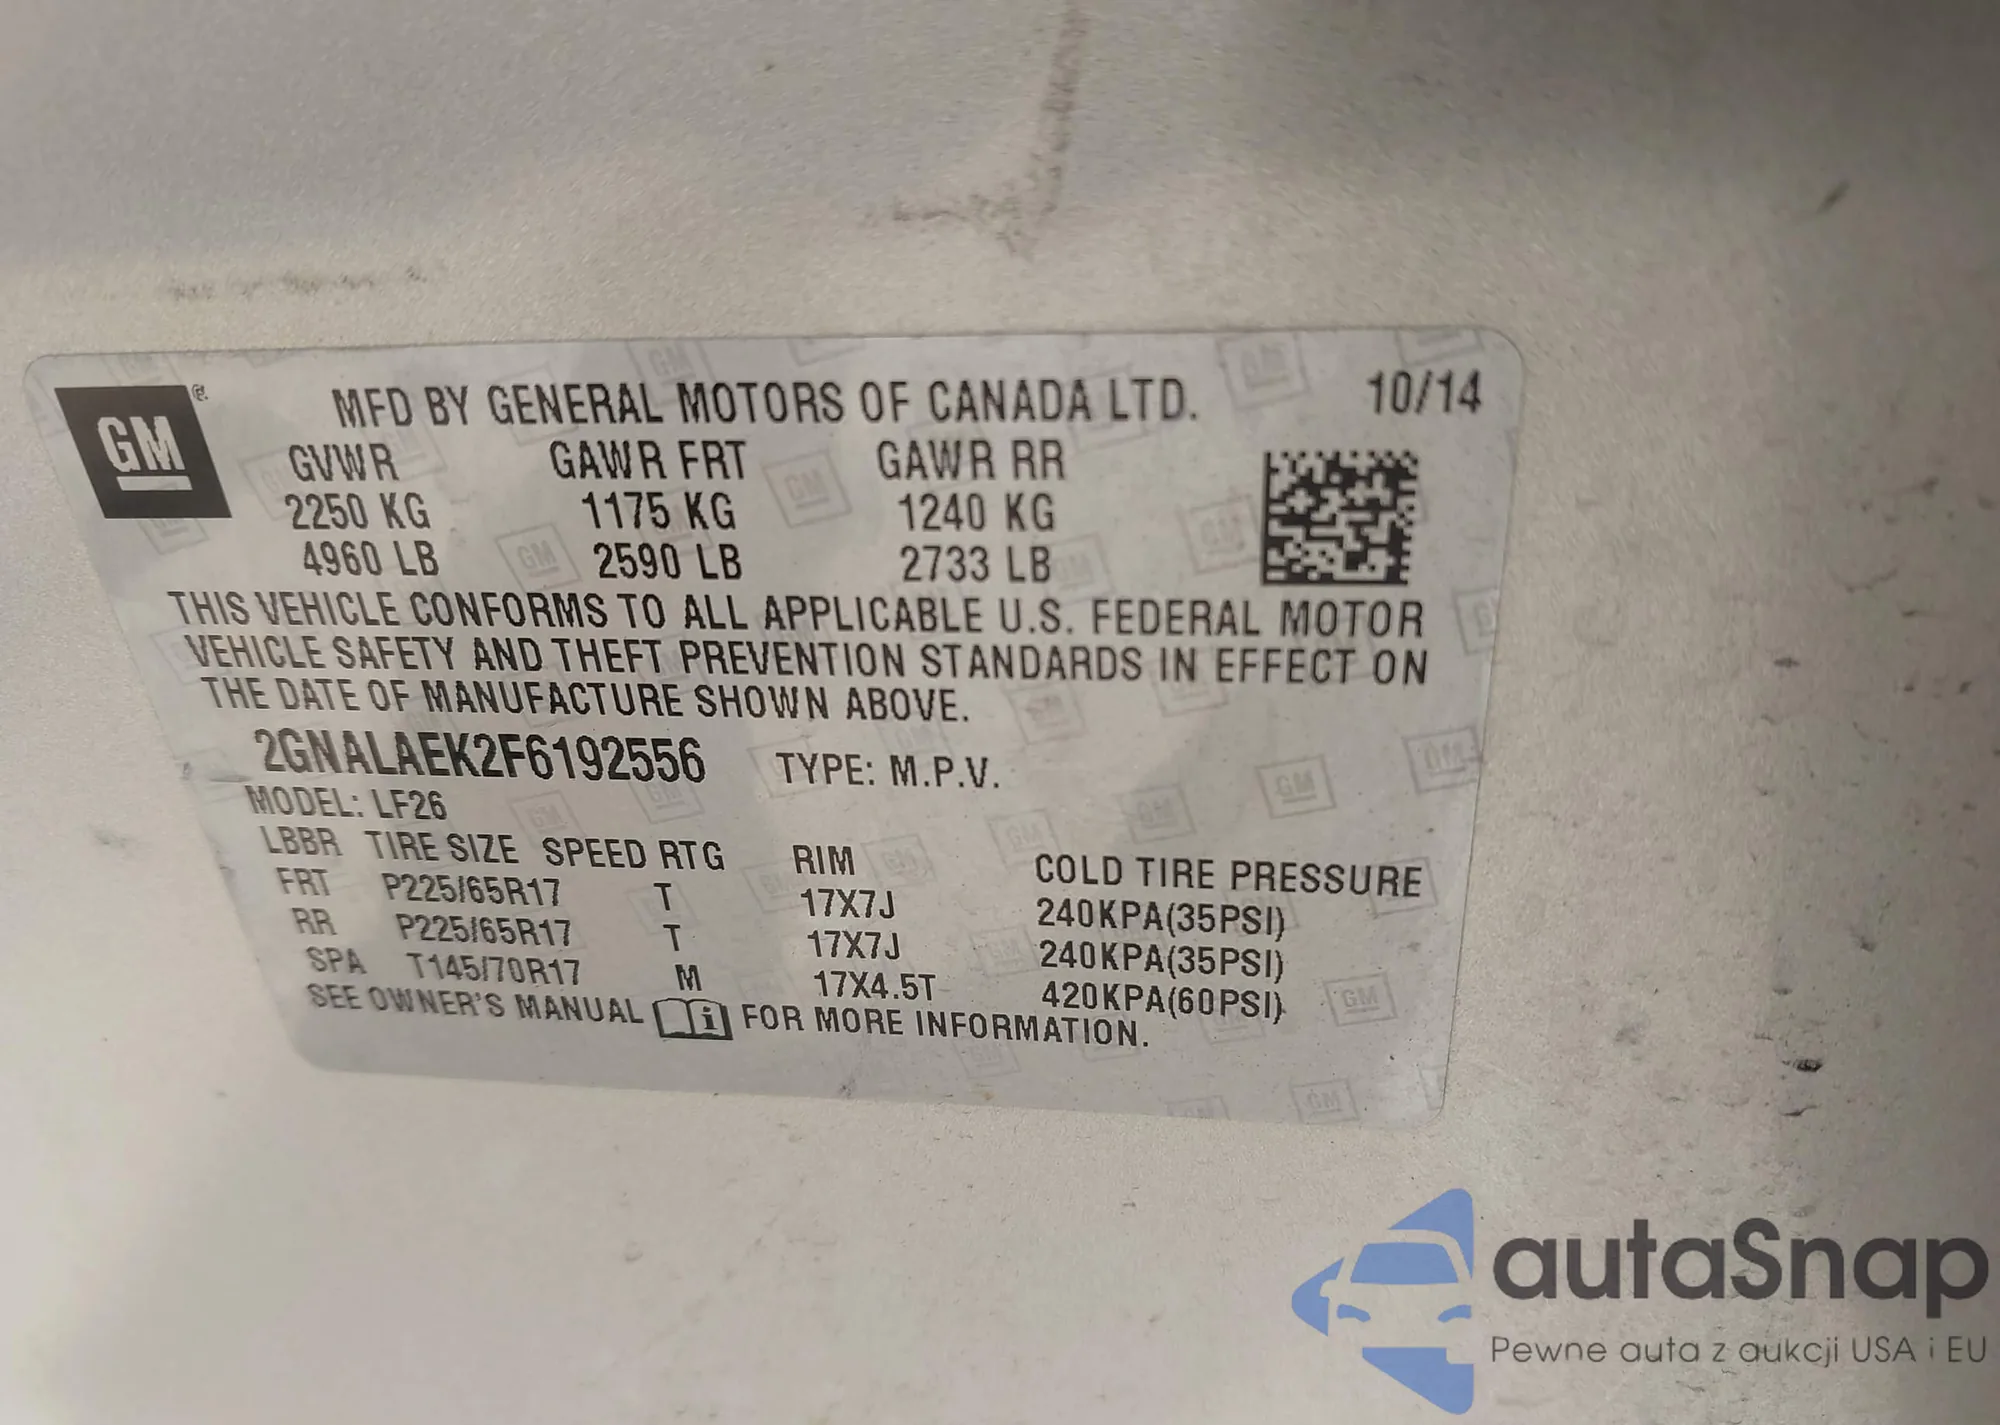 GM
MFD BY GENERAL MOTORS OF CANADA LTD. 10/14
GVWR GAWR FRT GAWR RR
2250 KG 1175 KG 1240 KG
4960 LB 2590 LB 2733 LB
THIS VEHICLE CONFORMS TO ALL APPLICABLE U.S. FEDERAL MOTOR
VEHICLE SAFETY AND THEFT PREVENTION STANDARDS IN EFFECT ON
THE DATE OF MANUFACTURE SHOWN ABOVE.
2GNALAEK2F6192556 TYPE: M.P.V.
MODEL: LF26
LBBR TIRE SIZE SPEED RTG RIM COLD TIRE PRESSURE
FRT P225/65R17 T 17X7J 240KPA(35PSI)
RR P225/65R17 T 17X7J 240KPA(35PSI)
SPA T145/70R17 M 17X4.5T 420KPA(60PSI)
SEE OWNER'S MANUAL FOR MORE INFORMATION.
autaSnap
Pewne auta z aukcji USA i EU